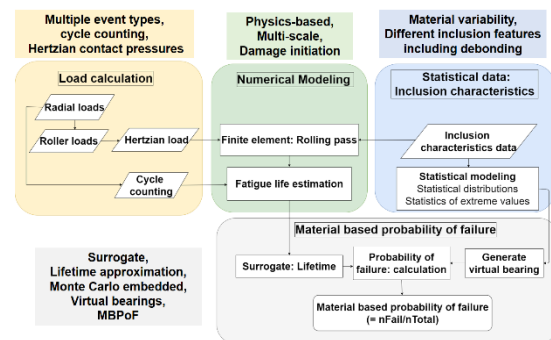 Multiple event types,
cycle counting,
Hertzian contact pressures
Physics-based,
Multi-scale,
Damage initiation
Material variability,
Different inclusion features
including debonding
Load calculation
Radial loads
Roller loads
Hertzian load
Cycle
counting
Numerical Modeling
Finite element: Rolling pass
Fatigue life estimation
Statistical data:
Inclusion characteristics
Inclusion
characteristics data
Statistical modeling
Statistical distributions
Statistics of extreme values
Surrogate,
Lifetime approximation,
Monte Carlo embedded,
Virtual bearings,
MBPoF
Material based probability of failure
Surrogate: Lifetime
Probability of
failure: calculation
Generate
virtual bearing
Material based probability of failure
(= nFail/nTotal)